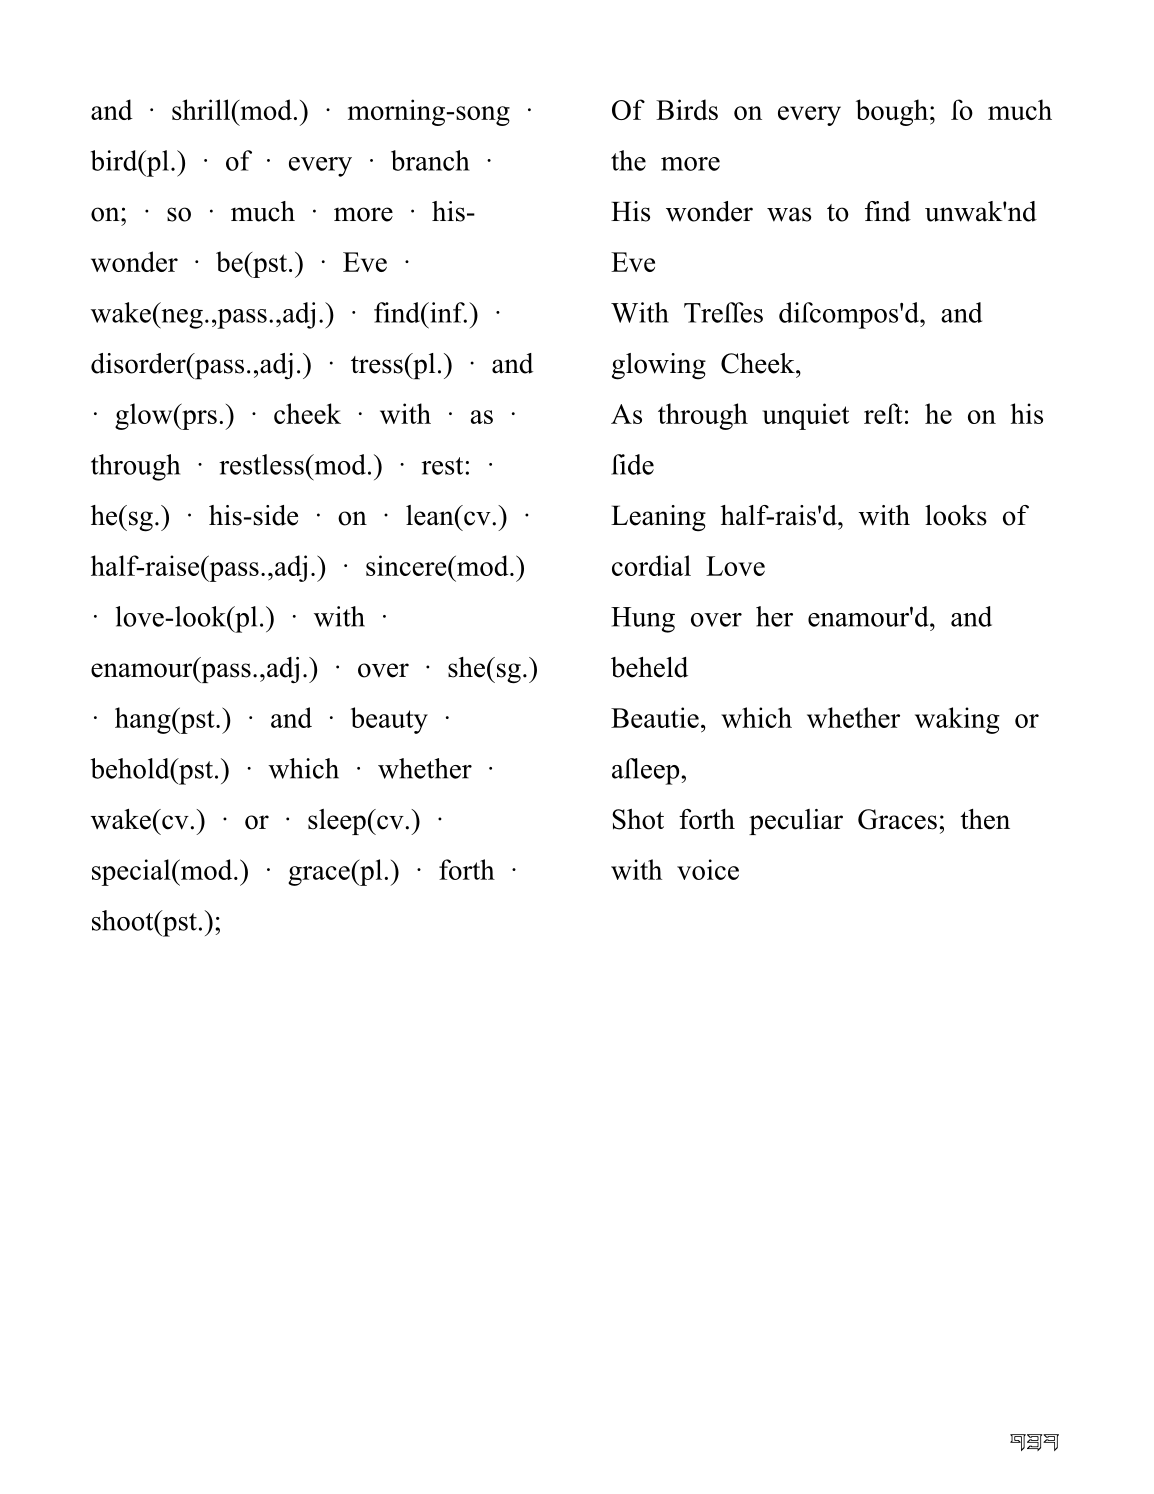 and · shrill(mod.) · morning-song ·
bird(pl.) · of · every · branch ·
on; · so · much · more · his-
wonder · be(pst.) · Eve ·
wake(neg.,pass.,adj.) · find(inf.) ·
disorder(pass.,adj.) · tress(pl.) · and
· glow(prs.) · cheek · with · as ·
through · restless(mod.) · rest: ·
he(sg.) · his-side · on · lean(cv.) ·
half-raise(pass.,adj.) · sincere(mod.)
· love-look(pl.) · with ·
enamour(pass.,adj.) · over · she(sg.)
· hang(pst.) · and · beauty ·
behold(pst.) · which · whether ·
wake(cv.) · or · sleep(cv.) ·
special(mod.) · grace(pl.) · forth ·
shoot(pst.);
Of Birds on every bough; ſo much
the more
His wonder was to find unwak'nd
Eve
With Treſſes diſcompos'd, and
glowing Cheek,
As through unquiet reſt: he on his
ſide
Leaning half-rais'd, with looks of
cordial Love
Hung over her enamour'd, and
beheld
Beautie, which whether waking or
aſleep,
Shot forth peculiar Graces; then
with voice